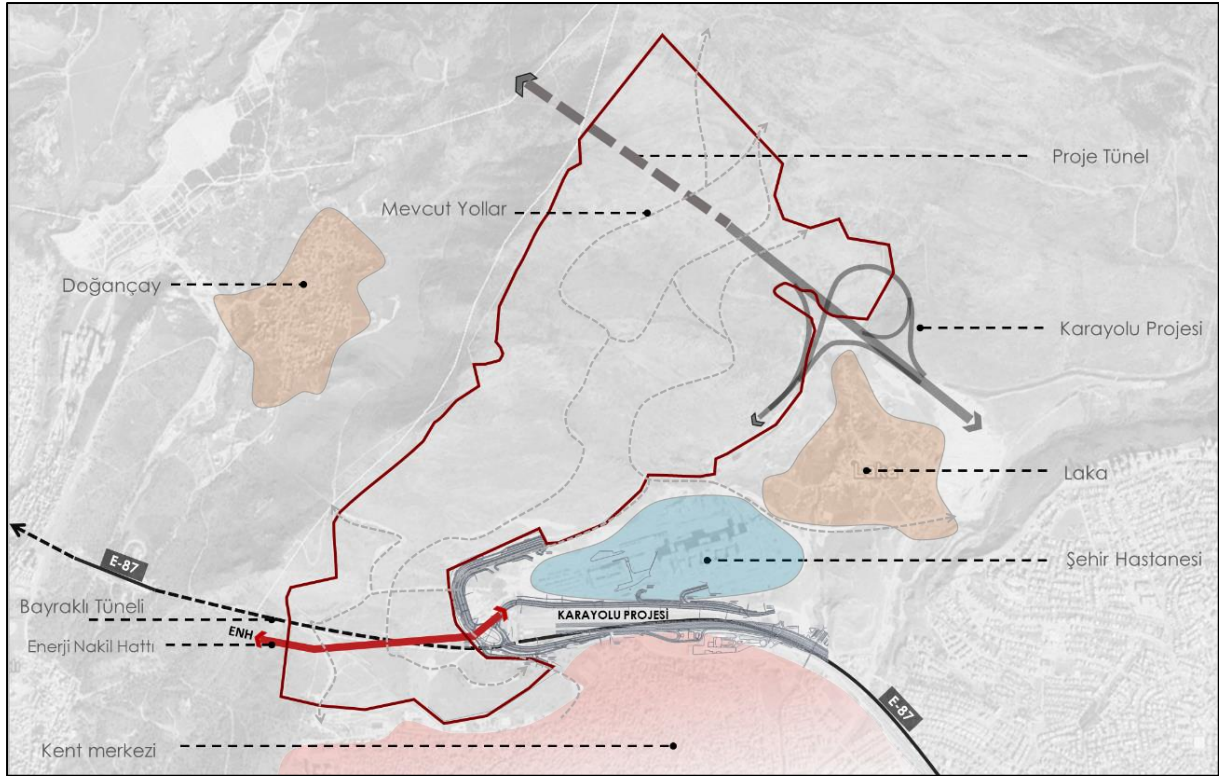 Proje Tünel
Mevcut Yollar
Doğançay
Karayolu Projesi
Laka
E-87
Şehir Hastanesi
Bayraklı Tüneli
KARAYOLU PROJESİ
ENH
Enerji Nakil Hattı
E-87
Kent merkezi